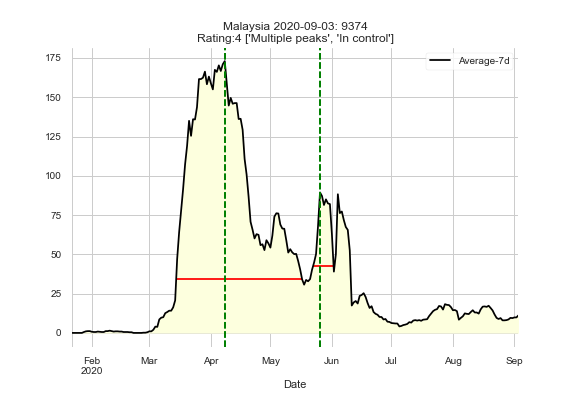 Malaysia 2020-09-03: 9374
Rating:4 ['Multiple peaks', 'In control']
Average-7d
175
150
125
100
75
50
25
0
Feb Mar Apr May Jun Jul Aug Sep
2020
Date